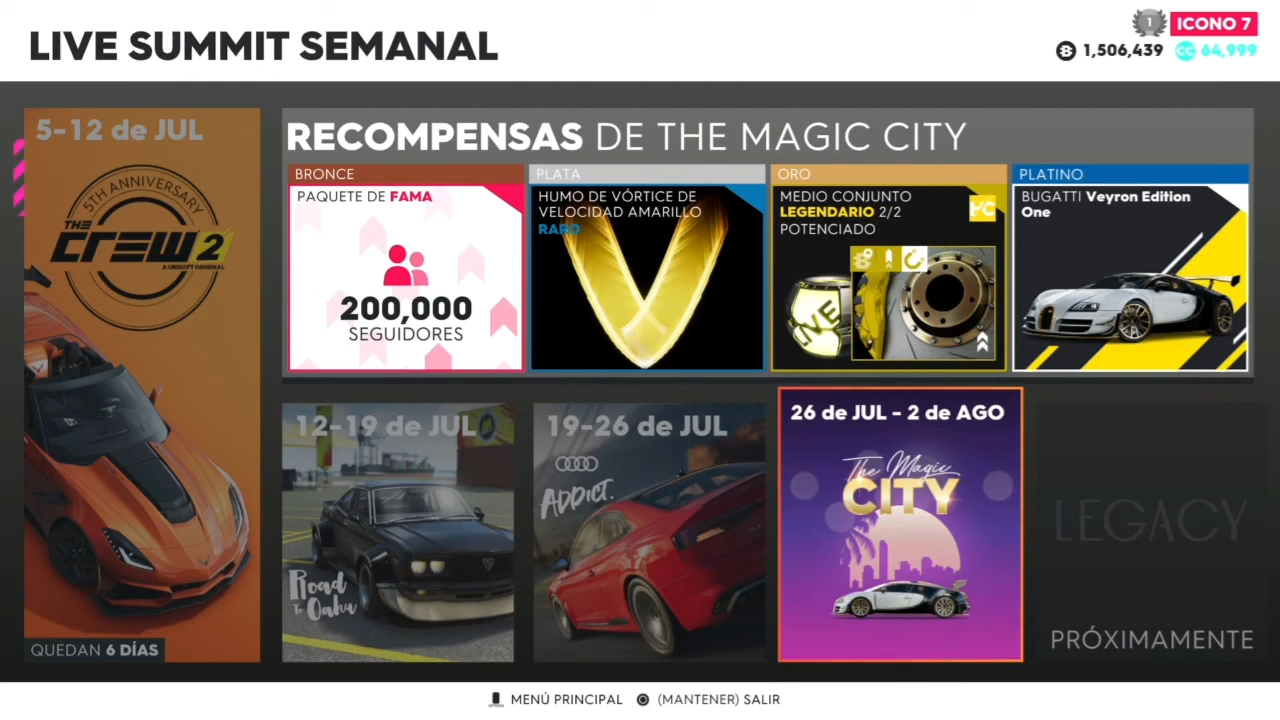 LIVE SUMMIT SEMANAL
1
ICONO 7
1,506,439
CC 64,999
5-12 de JUL
5TH ANNIVERSARY
THE
CREW 2
A UBISOFT ORIGINAL
QUEDAN 6 DÍAS
RECOMPENSAS DE THE MAGIC CITY
BRONCE
PAQUETE DE FAMA
200,000
SEGUIDORES
PLATA
HUMO DE VÓRTICE DE
VELOCIDAD AMARILLO
RARO
ORO
MEDIO CONJUNTO
LEGENDARIO 2/2
POTENCIADO
HC
LIVE
PLATINO
BUGATTI Veyron Edition
One
12-19 de JUL
Road
To Oahu
19-26 de JUL
ADDICT.
26 de JUL - 2 de AGO
The Magic
CITY
LEGACY
PRÓXIMAMENTE
OPTIONS
MENÚ PRINCIPAL
(MANTENER) SALIR